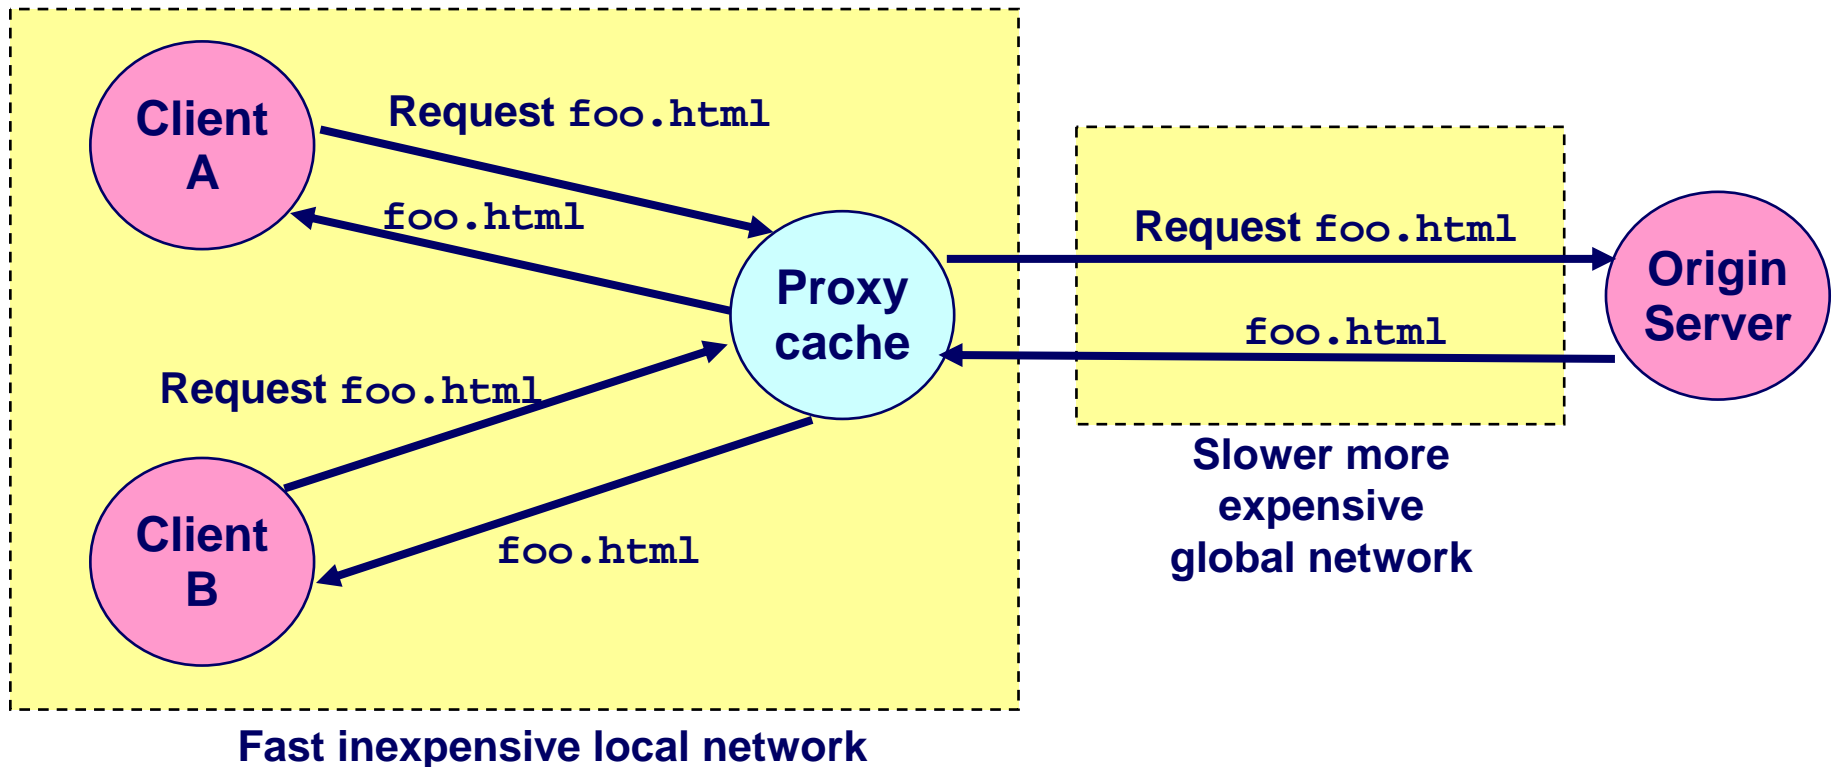 Client
A
Request foo.html
foo.html
Proxy
cache
Request foo.html
foo.html
Client
B
Request foo.html
foo.html
Origin
Server
Slower more
expensive
global network
Fast inexpensive local network